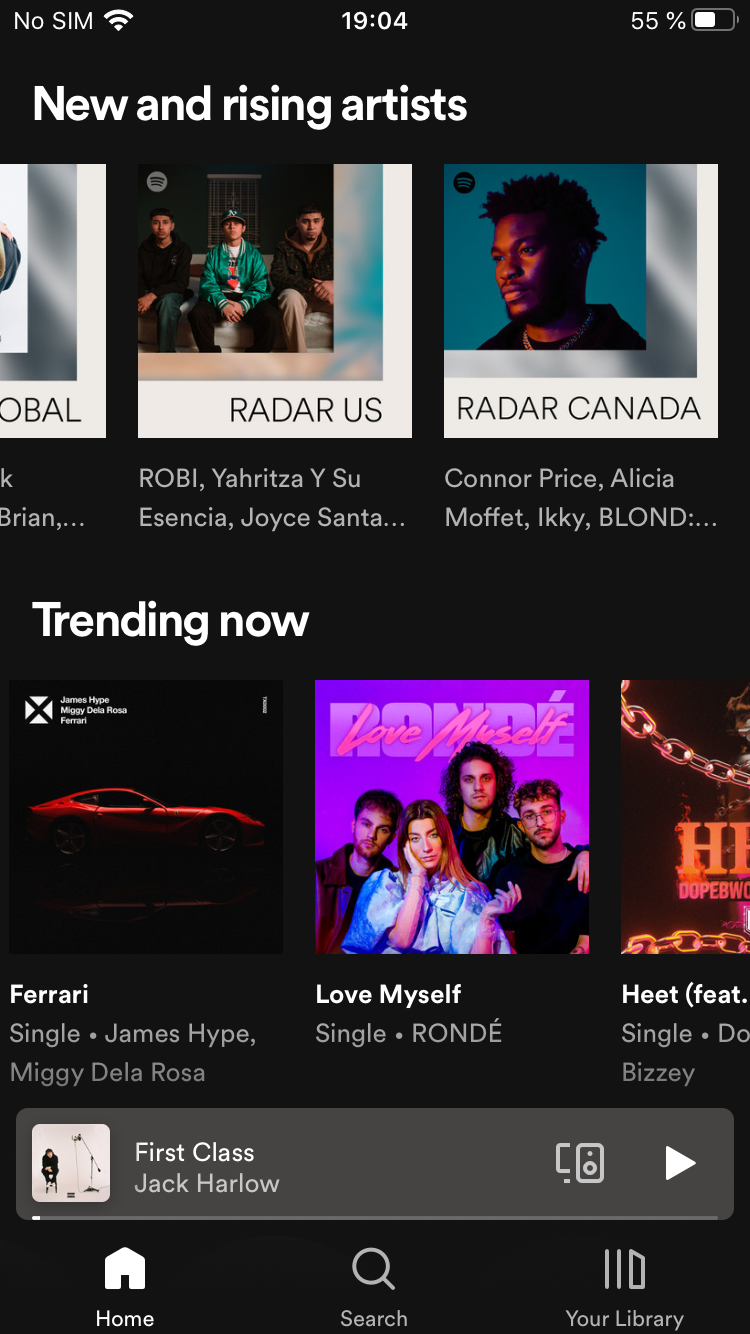 No SIM 19:04 55 %
New and rising artists
OBAL
RADAR US
RADAR CANADA
k
Brian,...
ROBI, Yahritza Y Su
Esencia, Joyce Santa...
Connor Price, Alicia
Moffet, Ikky, BLOND:...
Trending now
James Hype
Miggy Dela Rosa
Ferrari
RONDÉ
Love Myself
HE
DOPEBWO
Ferrari
Single • James Hype,
Miggy Dela Rosa
Love Myself
Single • RONDÉ
Heet (feat.
Single • Do
Bizzey
First Class
Jack Harlow
Home
Search
Your Library